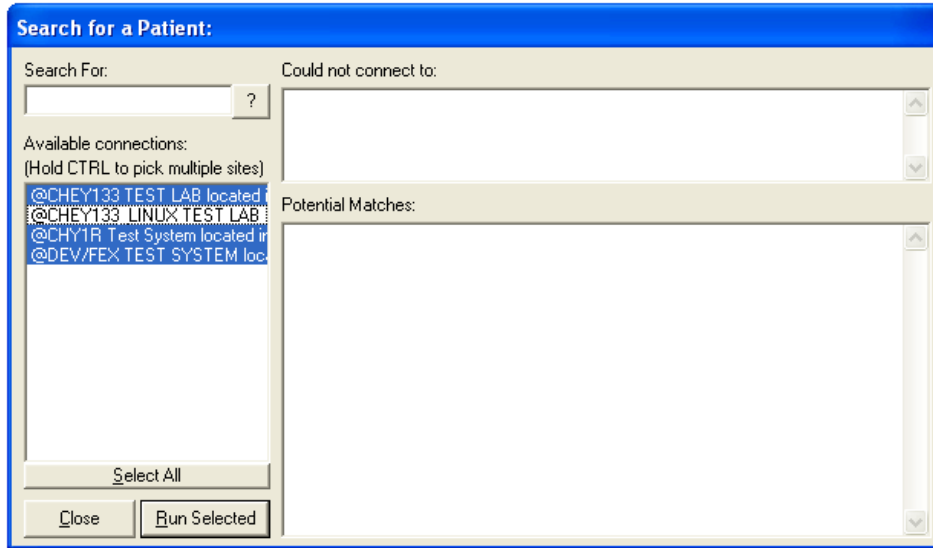 Search for a Patient:
Search For:
?
Available connections:
(Hold CTRL to pick multiple sites)
@CHEY133 TEST LAB located
@CHEY133 LINUX TEST LAB
@CHY1R Test System located in
@DEV/FEX TEST SYSTEM
Select All
Close
Run Selected
Could not connect to:
Potential Matches: